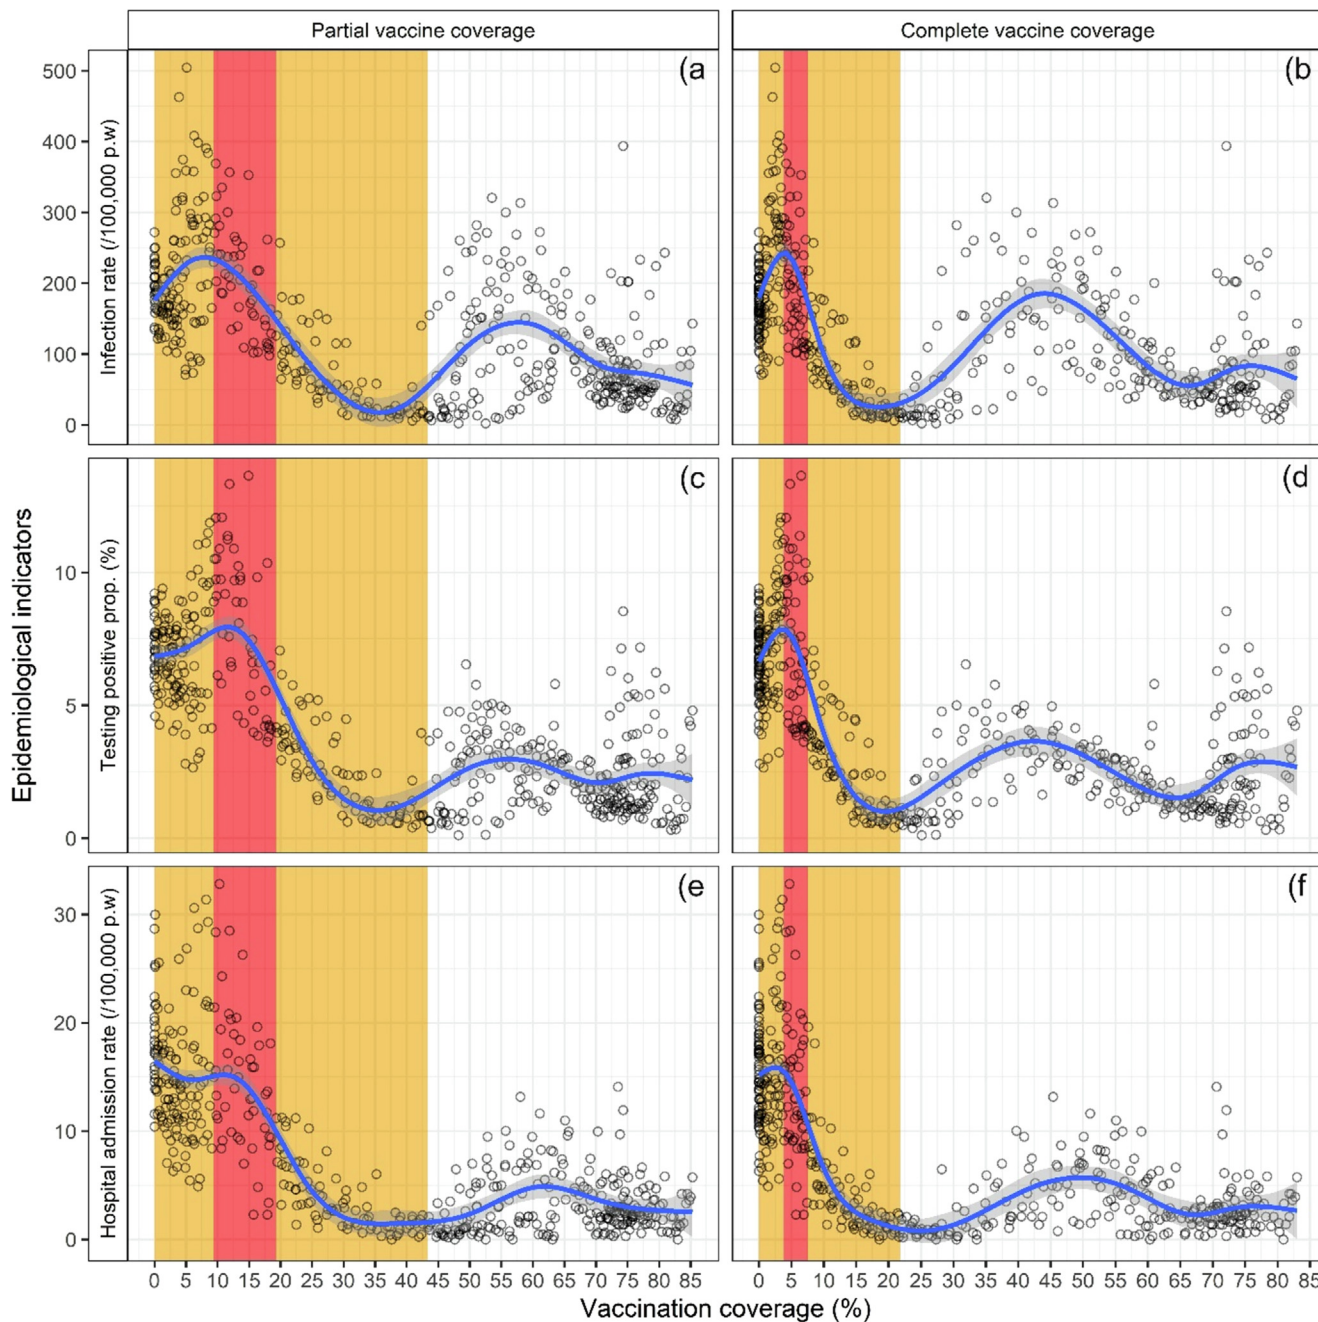 Partial vaccine coverage
Complete vaccine coverage
Epidemiological indicators
Infection rate (/100,000 p.w)
500
400
300
200
100
0
(a
(b
Testing positive prop. (%)
10
5
0
(c
(d
Hospital admission rate (/100,000 p.w)
30
20
10
0
(e
(f
0 5 10 15 20 25 30 35 40 45 50 55 60 65 70 75 80 85
0 5 10 15 20 25 30 35 40 45 50 55 60 65 70 75 80 85
Vaccination coverage (%)